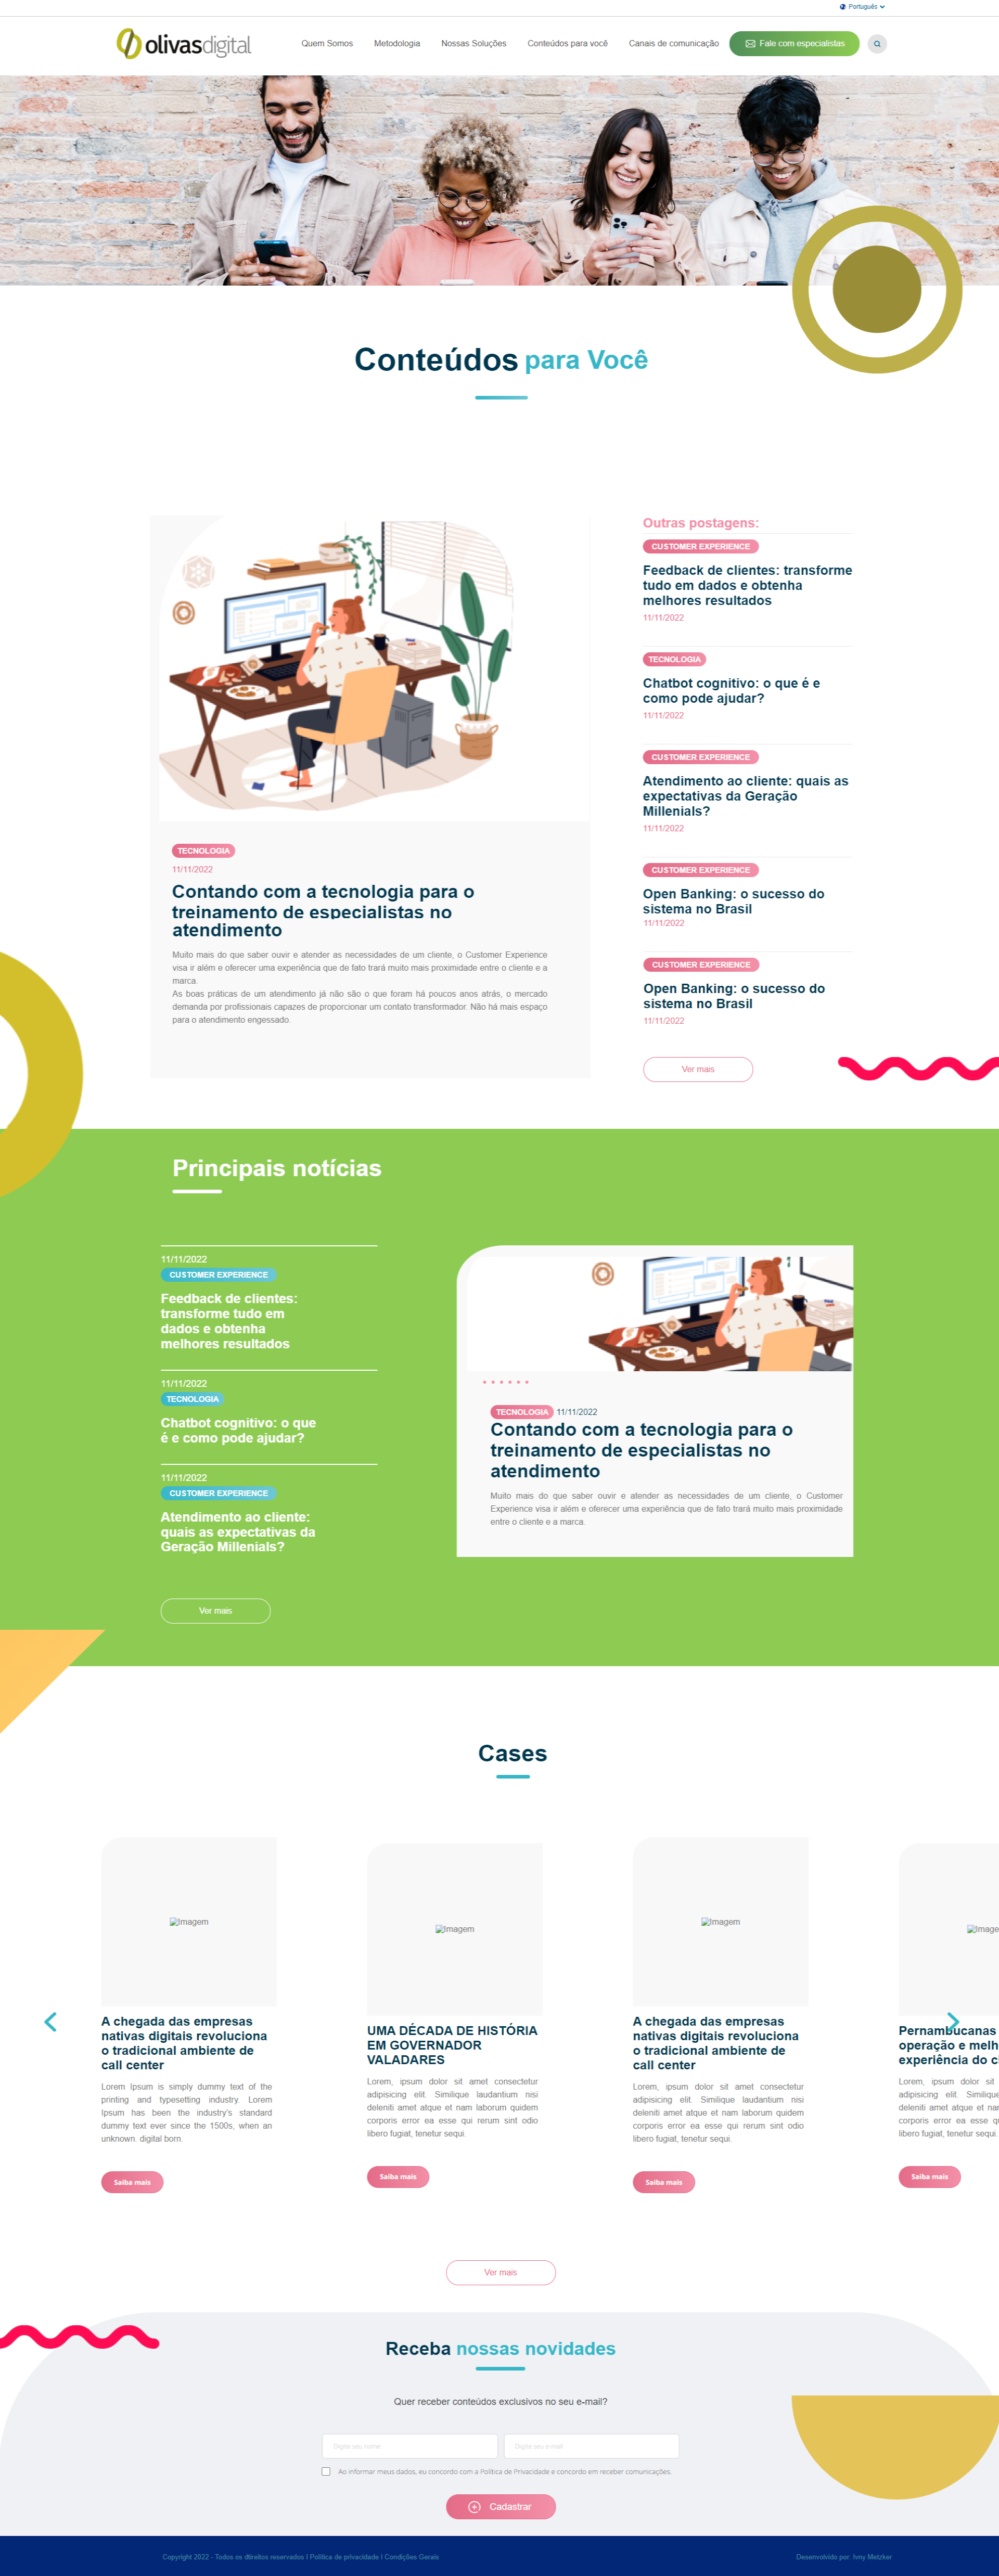 Português
olivasdigital
Quem Somos
Metodologia
Nossas Soluções
Conteúdos para você
Canais de comunicação
Fale com especialistas
Conteúdos para Você
TECNOLOGIA
11/11/2022
Contando com a tecnologia para o
treinamento de especialistas no
atendimento
Muito mais do que saber ouvir e atender as necessidades de um cliente, o Customer Experience
visa ir além e oferecer uma experiência que de fato trará muito mais proximidade entre o cliente e a
marca.
As boas práticas de um atendimento já não são o que foram há poucos anos atrás, o mercado
demanda por profissionais capazes de proporcionar um contato transformador. Não há mais espaço
para o atendimento engessado.
Outras postagens:
CUSTOMER EXPERIENCE
Feedback de clientes: transforme
tudo em dados e obtenha
melhores resultados
11/11/2022
TECNOLOGIA
Chatbot cognitivo: o que é e
como pode ajudar?
11/11/2022
CUSTOMER EXPERIENCE
Atendimento ao cliente: quais as
expectativas da Geração
Millenials?
11/11/2022
CUSTOMER EXPERIENCE
Open Banking: o sucesso do
sistema no Brasil
11/11/2022
CUSTOMER EXPERIENCE
Open Banking: o sucesso do
sistema no Brasil
11/11/2022
Ver mais
Principais notícias
11/11/2022
CUSTOMER EXPERIENCE
Feedback de clientes:
transforme tudo em
dados e obtenha
melhores resultados
11/11/2022
TECNOLOGIA
Chatbot cognitivo: o que
é e como pode ajudar?
11/11/2022
CUSTOMER EXPERIENCE
Atendimento ao cliente:
quais as expectativas da
Geração Millenials?
Ver mais
TECNOLOGIA 11/11/2022
Contando com a tecnologia para o
treinamento de especialistas no
atendimento
Muito mais do que saber ouvir e atender as necessidades de um cliente, o Customer
Experience visa ir além e oferecer uma experiência que de fato trará muito mais proximidade
entre o cliente e a marca.
Cases
Imagem
A chegada das empresas
nativas digitais revoluciona
o tradicional ambiente de
call center
Lorem Ipsum is simply dummy text of the
printing and typesetting industry. Lorem
Ipsum has been the industry's standard
dummy text ever since the 1500s, when an
unknown. digital born.
Saiba mais
Imagem
UMA DÉCADA DE HISTÓRIA
EM GOVERNADOR
VALADARES
Lorem, ipsum dolor sit amet consectetur
adipisicing elit. Similique laudantium nisi
deleniti amet atque et nam laborum quidem
corporis error ea esse qui rerum sint odio
libero fugiat, tenetur sequi.
Saiba mais
Imagem
A chegada das empresas
nativas digitais revoluciona
o tradicional ambiente de
call center
Lorem, ipsum dolor sit amet consectetur
adipisicing elit. Similique laudantium nisi
deleniti amet atque et nam laborum quidem
corporis error ea esse qui rerum sint odio
libero fugiat, tenetur sequi.
Saiba mais
Image
Pernambucanas
operação e melh
experiência do c
Lorem, ipsum dolor sit
adipisicing elit. Similique
deleniti amet atque et nam
corporis error ea esse qu
libero fugiat, tenetur sequi.
Saiba mais
Ver mais
Receba nossas novidades
Quer receber conteúdos exclusivos no seu e-mail?
Digite seu nome
Digite seu e-mail
Ao informar meus dados, eu concordo com a Política de Privacidade e concordo em receber comunicações.
Cadastrar
Copyright 2022 - Todos os dtireitos reservados I Política de privacidade I Condições Gerais
Desenvolvido por: Ivny Metzker